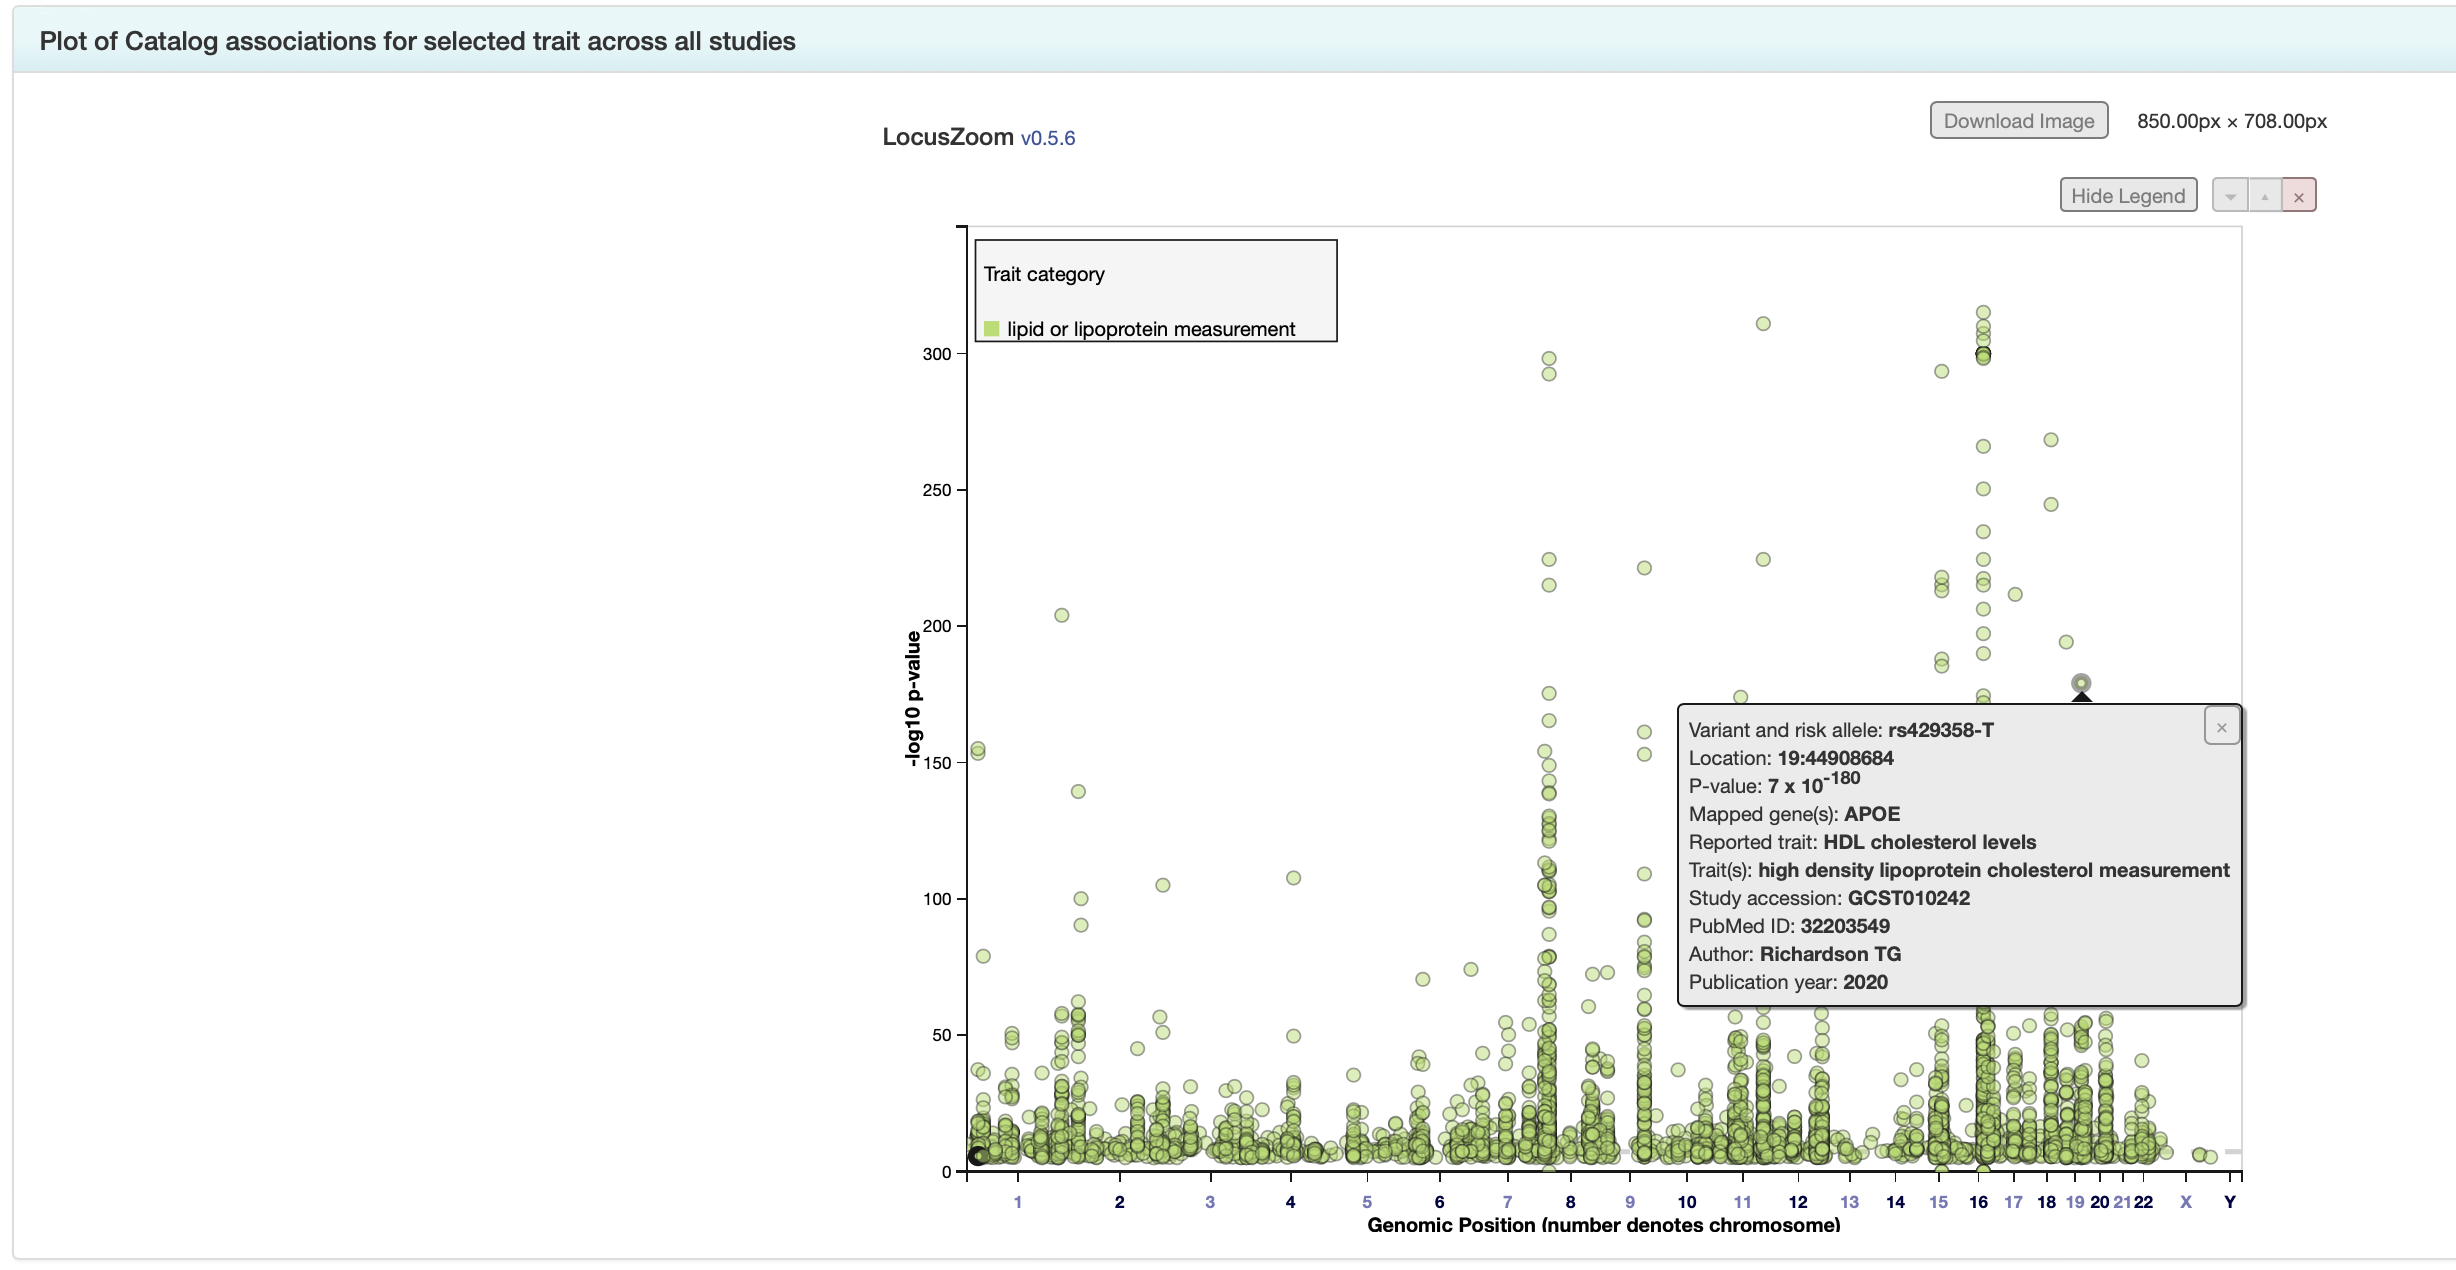 Plot of Catalog associations for selected trait across all studies
Download Image 850.00px × 708.00px
LocusZoom v0.5.6
Hide Legend
Trait category
lipid or lipoprotein measurement
300
250
200
150
100
50
0
-log10 p-value
Variant and risk allele: rs429358-T
Location: 19:44908684
P-value: 7 x 10-180
Mapped gene(s): APOE
Reported trait: HDL cholesterol levels
Trait(s): high density lipoprotein cholesterol measurement
Study accession: GCST010242
PubMed ID: 32203549
Author: Richardson TG
Publication year: 2020
1 2 3 4 5 6 7 8 9 10 11 12 13 14 15 16 17 18 19 20 21 22 X Y
Genomic Position (number denotes chromosome)